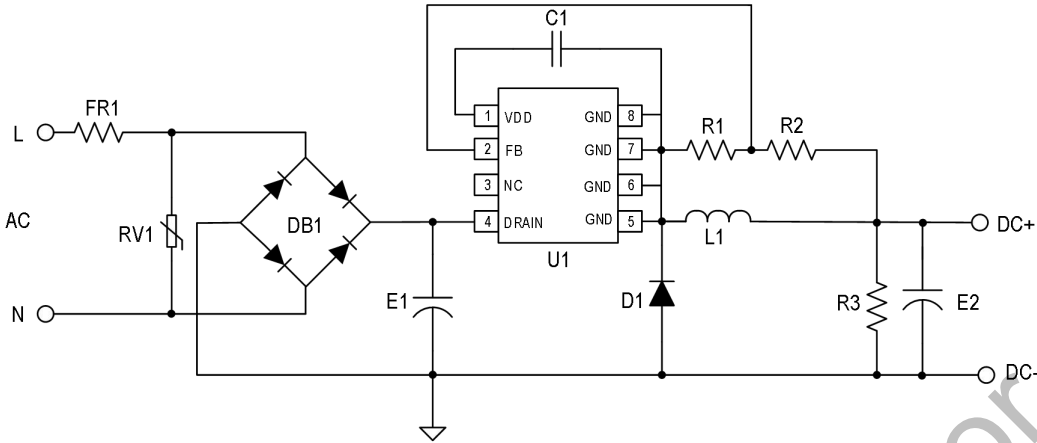 C1
FR1
L
1 VDD GND 8
R1 R2
2 FB GND 7
3 NC GND 6
AC
RV1
DB1
4 DRAIN GND 5
DC+
L1
U1
N
E1
D1
R3
E2
DC-
or